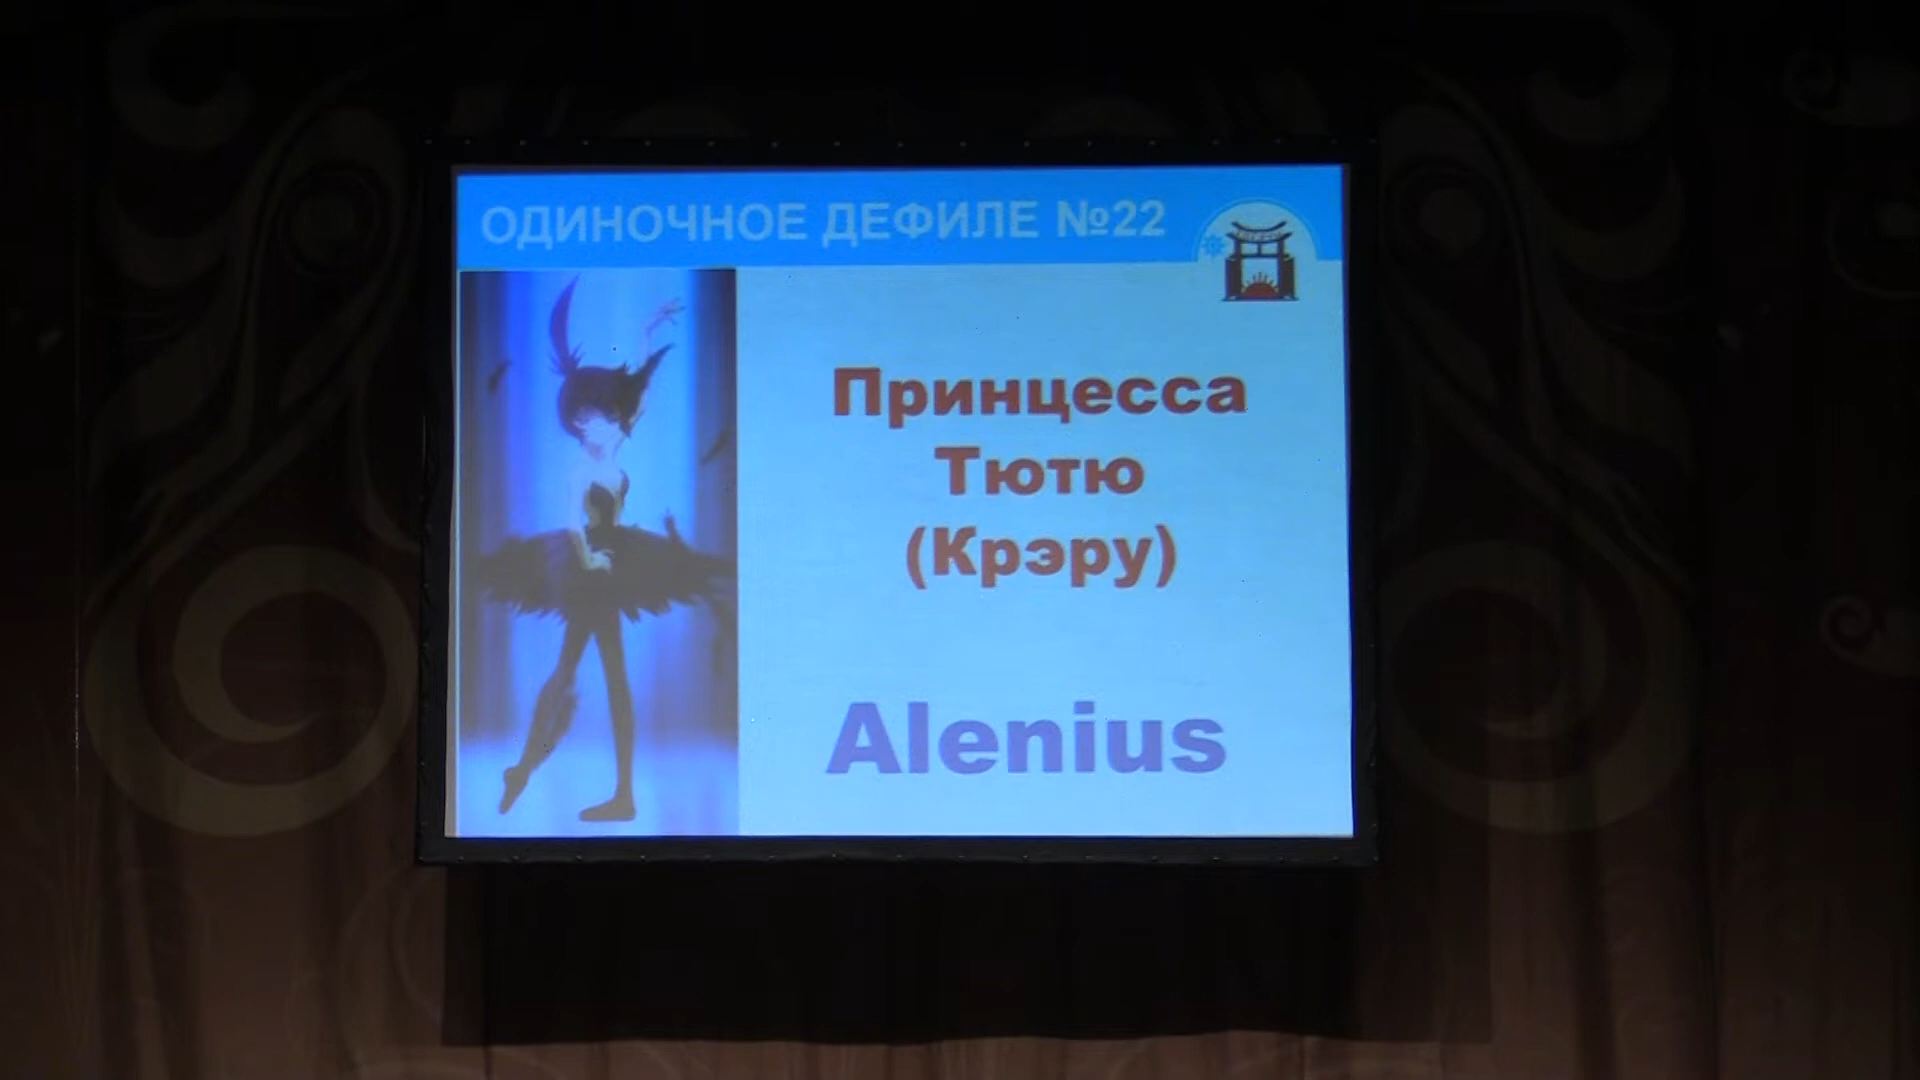 ОДИНОЧНОЕ ДЕФИЛЕ №22
Принцесса
Тютю
(Крэру)
Alenius